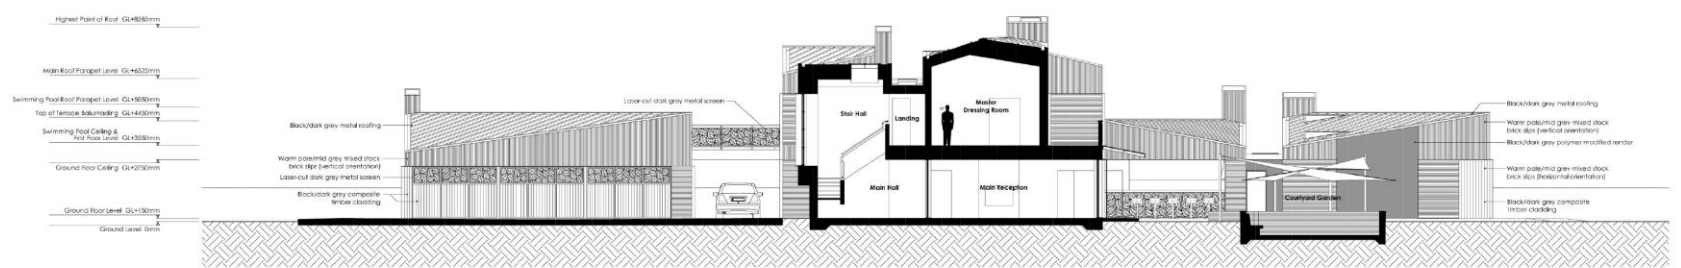 Highest Point of Roof GL+8585mm
Main Roof Parapet Level GL+6325mm
Swimming Pool Roof Parapet Level GL+5050mm
Top of Terrace Balustrading GL+4450mm
Swimming Pool Ceiling &
First Floor Level GL+3350mm
Ground Floor Ceiling GL+2750mm
Ground Floor Level GL+150mm
Ground Level 0mm
Black/dark grey metal roofing
Warm pale/mid grey mixed stock
brick slips (vertical orientation)
Laser-cut dark grey metal screen
Black/dark grey composite
timber cladding
Laser-cut dark grey metal screen
Stair Hall
Landing
Master
Dressing Room
Main Hall
Main Reception
Courtyard Garden
Black/dark grey metal roofing
Warm pale/mid grey mixed stock
brick slips (vertical orientation)
Black/dark grey polymer modified render
Warm pale/mid grey mixed stock
brick slips (horizontal orientation)
Black/dark grey composite
timber cladding